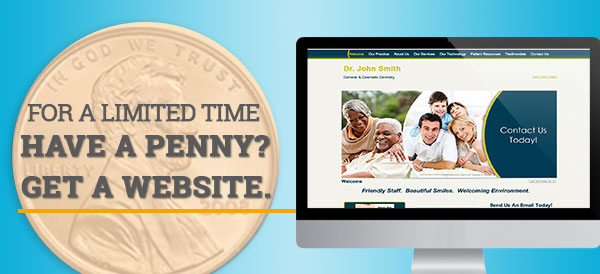 IN GOD WE TRUST
FOR A LIMITED TIME
HAVE A PENNY?
GET A WEBSITE.
LIBERTY
2008
Welcome Our Practice About Us Our Services Our Technology Patient Resources Testimonials Contact Us
Dr. John Smith
General & Cosmetic Dentistry
Contact Us
Today!
Welcome
Friendly Staff. Beautiful Smiles. Welcoming Environment.
Send Us An Email Today!